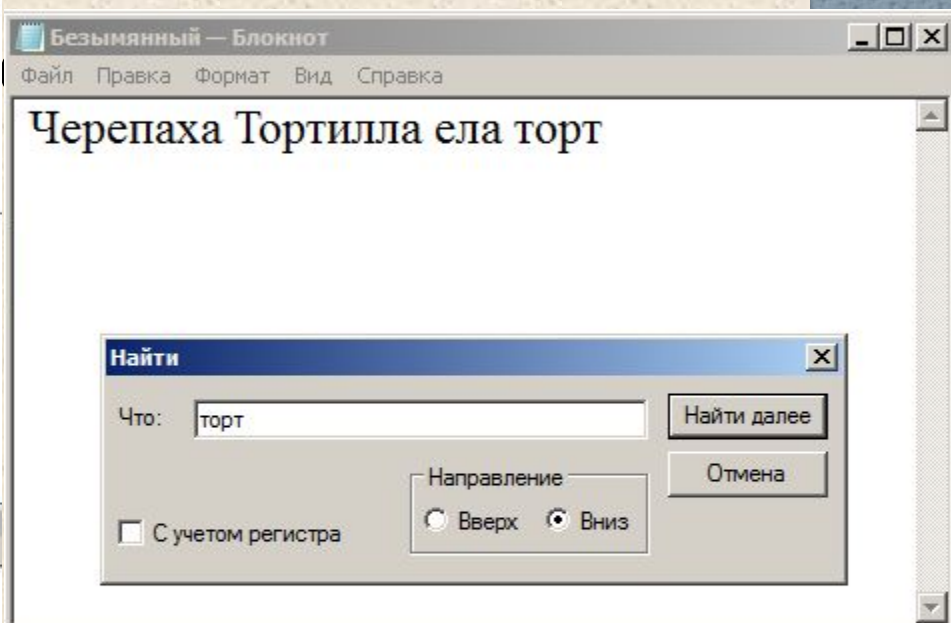 Безымянный — Блокнот
Файл Правка Формат Вид Справка
Черепаха Тортилла ела торт
Найти
Что: торт Найти далее
Направление Отмена
С учетом регистра Вверх Вниз